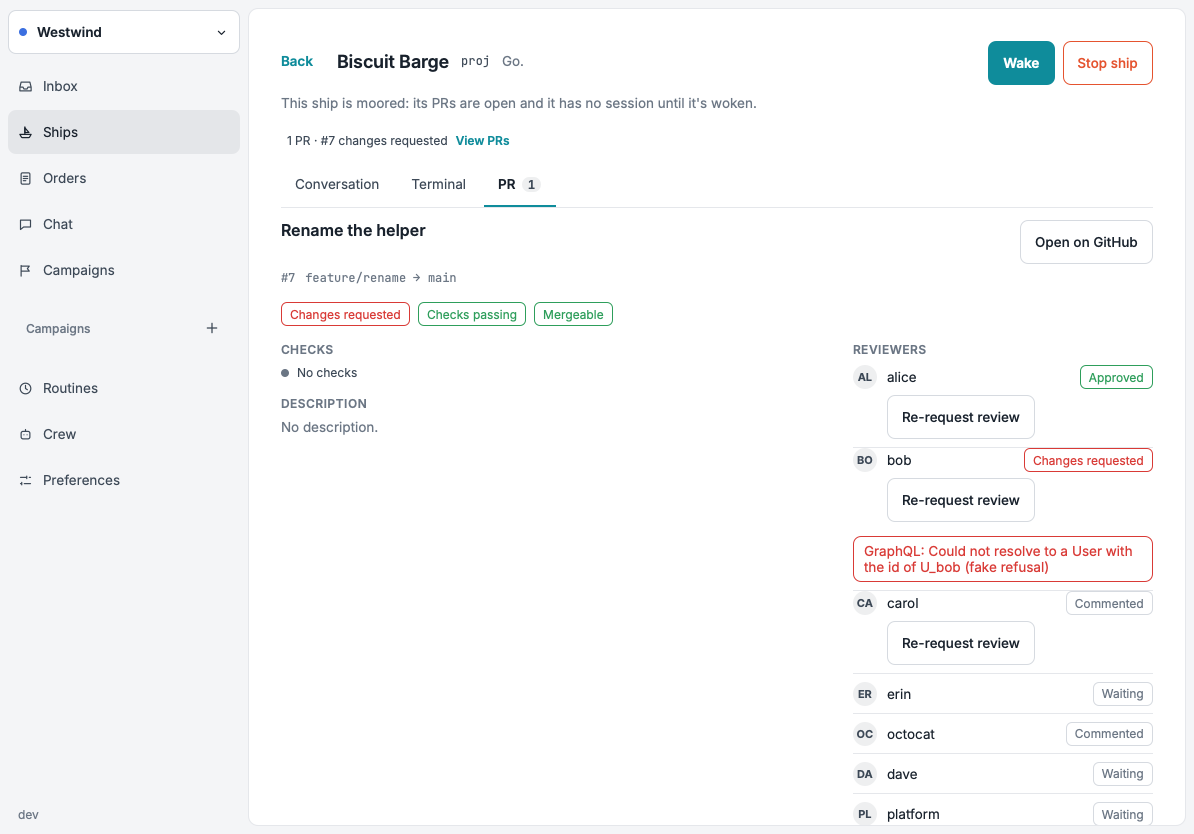 Westwind
Inbox
Ships
Orders
Chat
Campaigns
Campaigns
Routines
Crew
Preferences
dev
Back Biscuit Barge proj Go.
Wake Stop ship
This ship is moored: its PRs are open and it has no session until it's woken.
1 PR · #7 changes requested View PRs
Conversation Terminal PR 1
Rename the helper
Open on GitHub
#7 feature/rename → main
Changes requested Checks passing Mergeable
CHECKS
No checks
DESCRIPTION
No description.
REVIEWERS
AL alice Approved
Re-request review
BO bob Changes requested
Re-request review
GraphQL: Could not resolve to a User with
the id of U_bob (fake refusal)
CA carol Commented
Re-request review
ER erin Waiting
OC octocat Commented
DA dave Waiting
PL platform Waiting